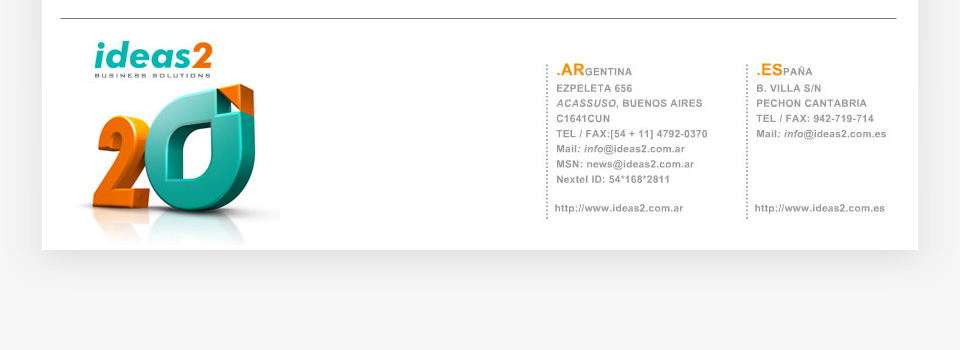 ideas2
BUSINESS SOLUTIONS
20
.ARGENTINA
EZPELETA 656
ACASSUSO, BUENOS AIRES
C1641CUN
TEL / FAX:[54 + 11] 4792-0370
Mail: info@ideas2.com.ar
MSN: news@ideas2.com.ar
Nextel ID: 54*168*2811
http://www.ideas2.com.ar
.ESPAÑA
B. VILLA S/N
PECHON CANTABRIA
TEL / FAX: 942-719-714
Mail: info@ideas2.com.es
http://www.ideas2.com.es